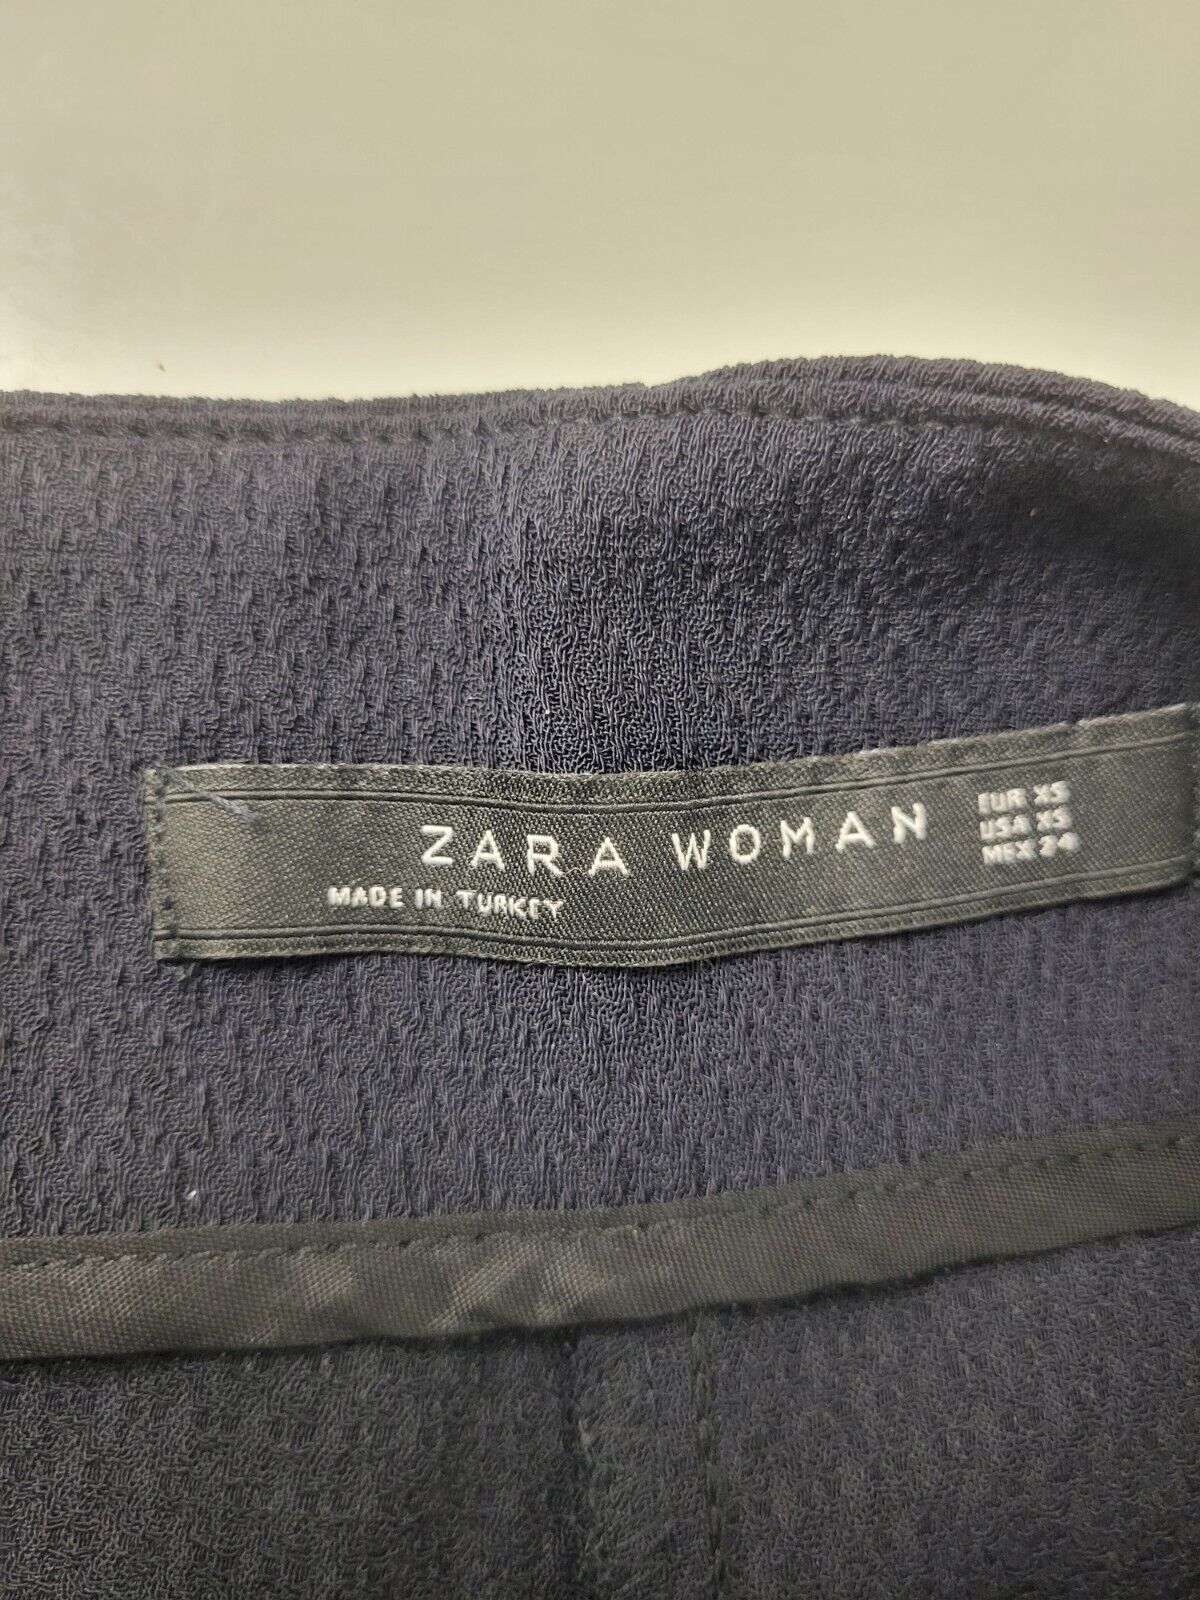 ZARA WOMAN
MADE IN TURKEY
EUR XS
USA XS
MEX 24